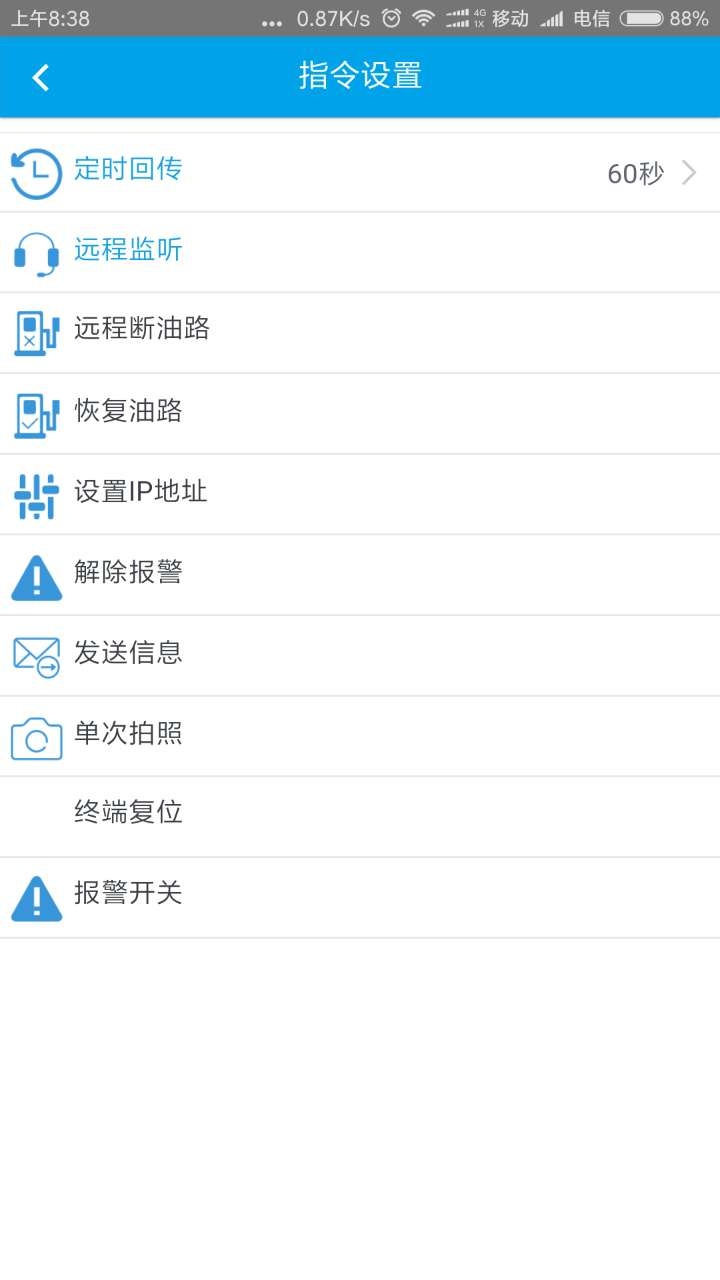 上午8:38
... 0.87K/s 4G 1X 移动 电信 88%
指令设置
定时回传 60秒
远程监听
远程断油路
恢复油路
设置IP地址
解除报警
发送信息
单次拍照
终端复位
报警开关